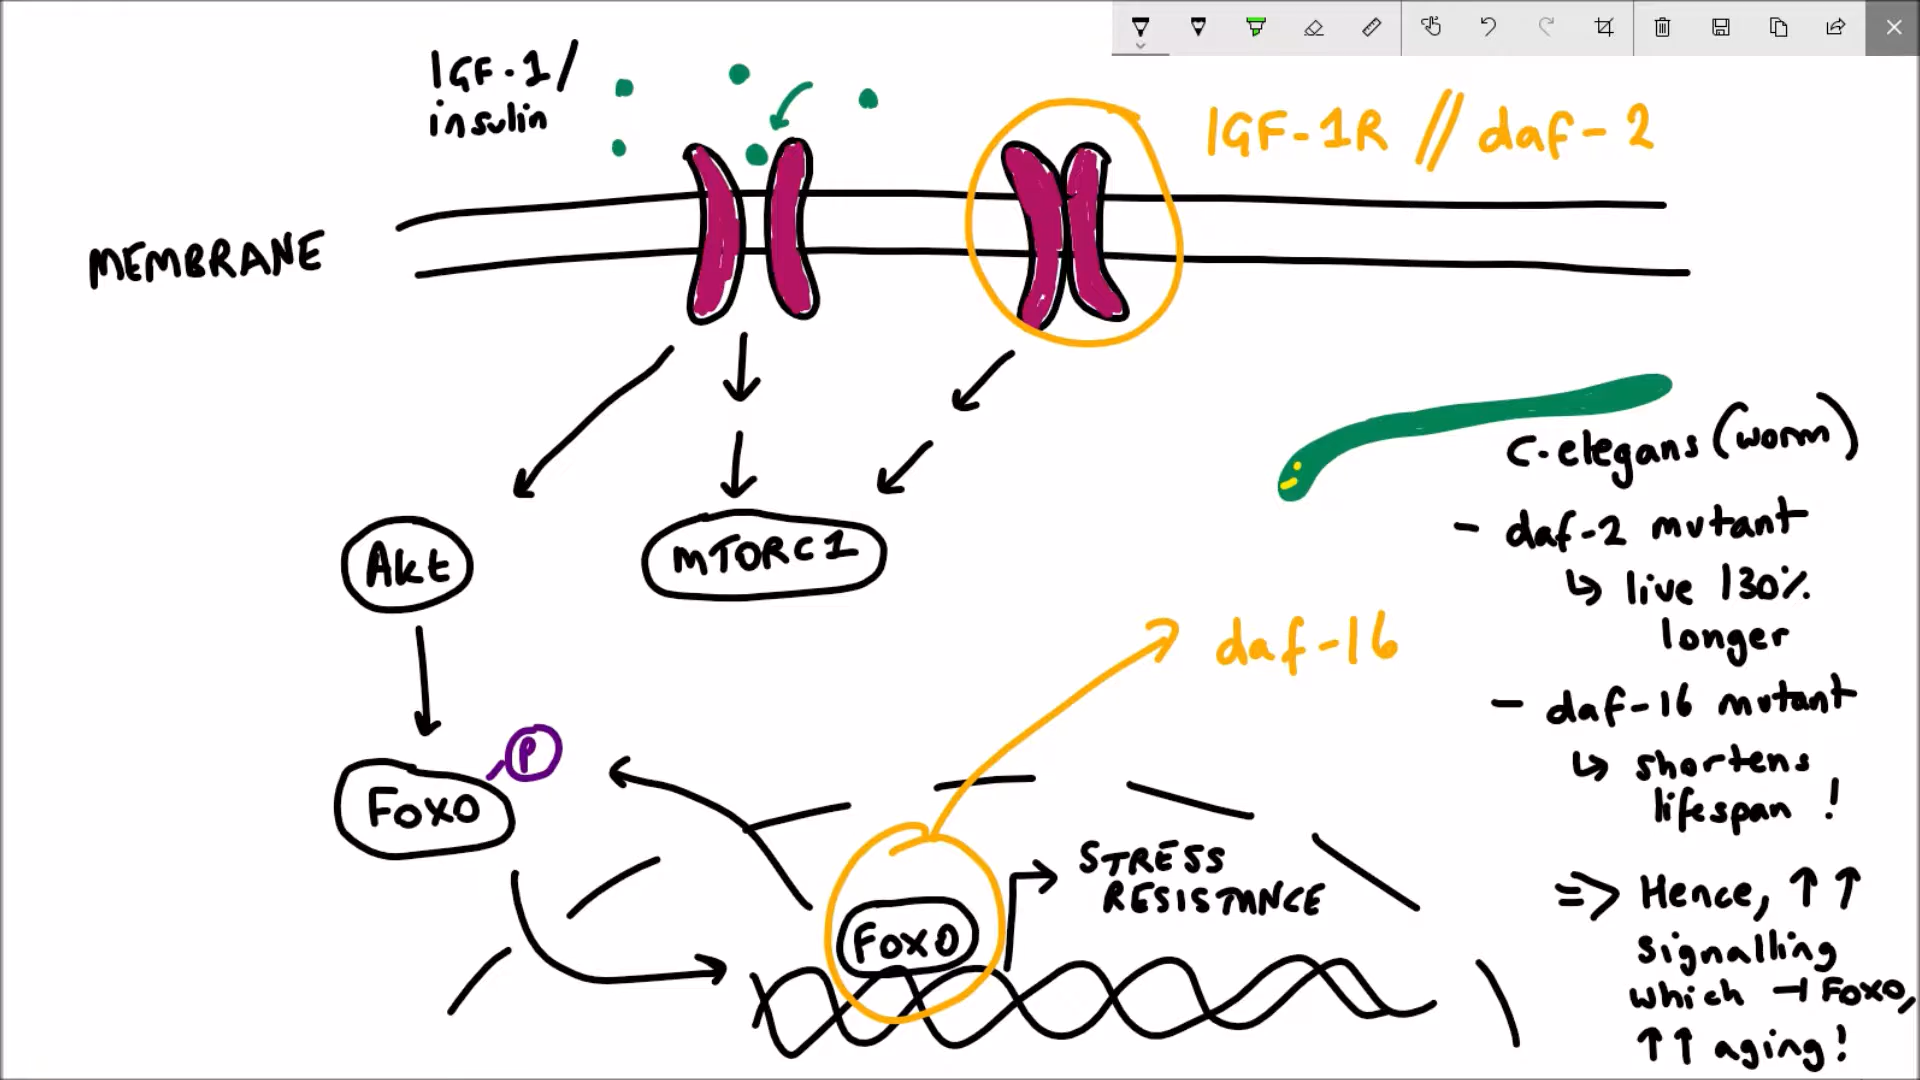 IGF-1/
insulin
IGF-1R // daf-2
MEMBRANE
C-elegans (worm)
- daf-2 mutant
↳ live 130%
longer
Akt
mTORC1
daf-16
- daf-16 mutant
↳ shortens
lifespan !
P
FOXO
STRESS
RESISTANCE
FOXO
=> Hence, ↑↑
signalling
which ⊣ FOXO,
↑↑ aging!